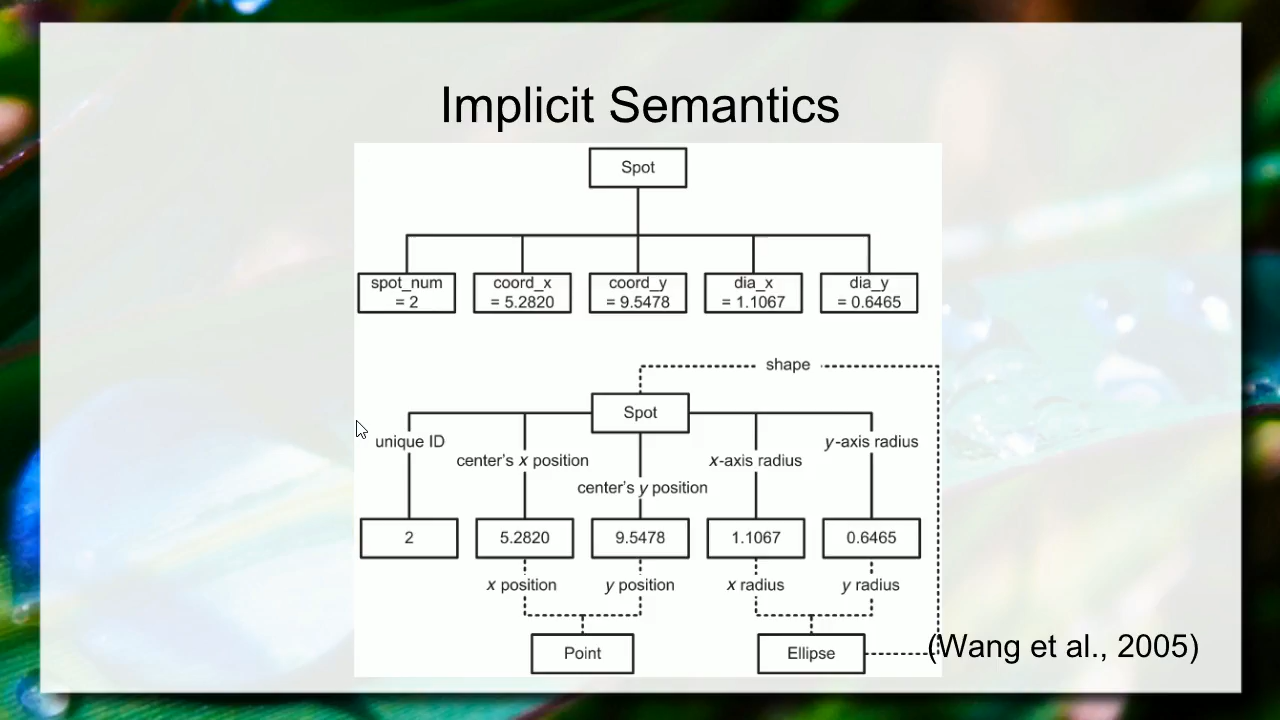 Implicit Semantics
Spot
spot_num
= 2
coord_x
= 5.2820
coord_y
= 9.5478
dia_x
= 1.1067
dia_y
= 0.6465
shape
Spot
unique ID
center's x position
center's y position
x-axis radius
y-axis radius
2
5.2820
9.5478
1.1067
0.6465
x position
y position
x radius
y radius
Point
Ellipse
(Wang et al., 2005)